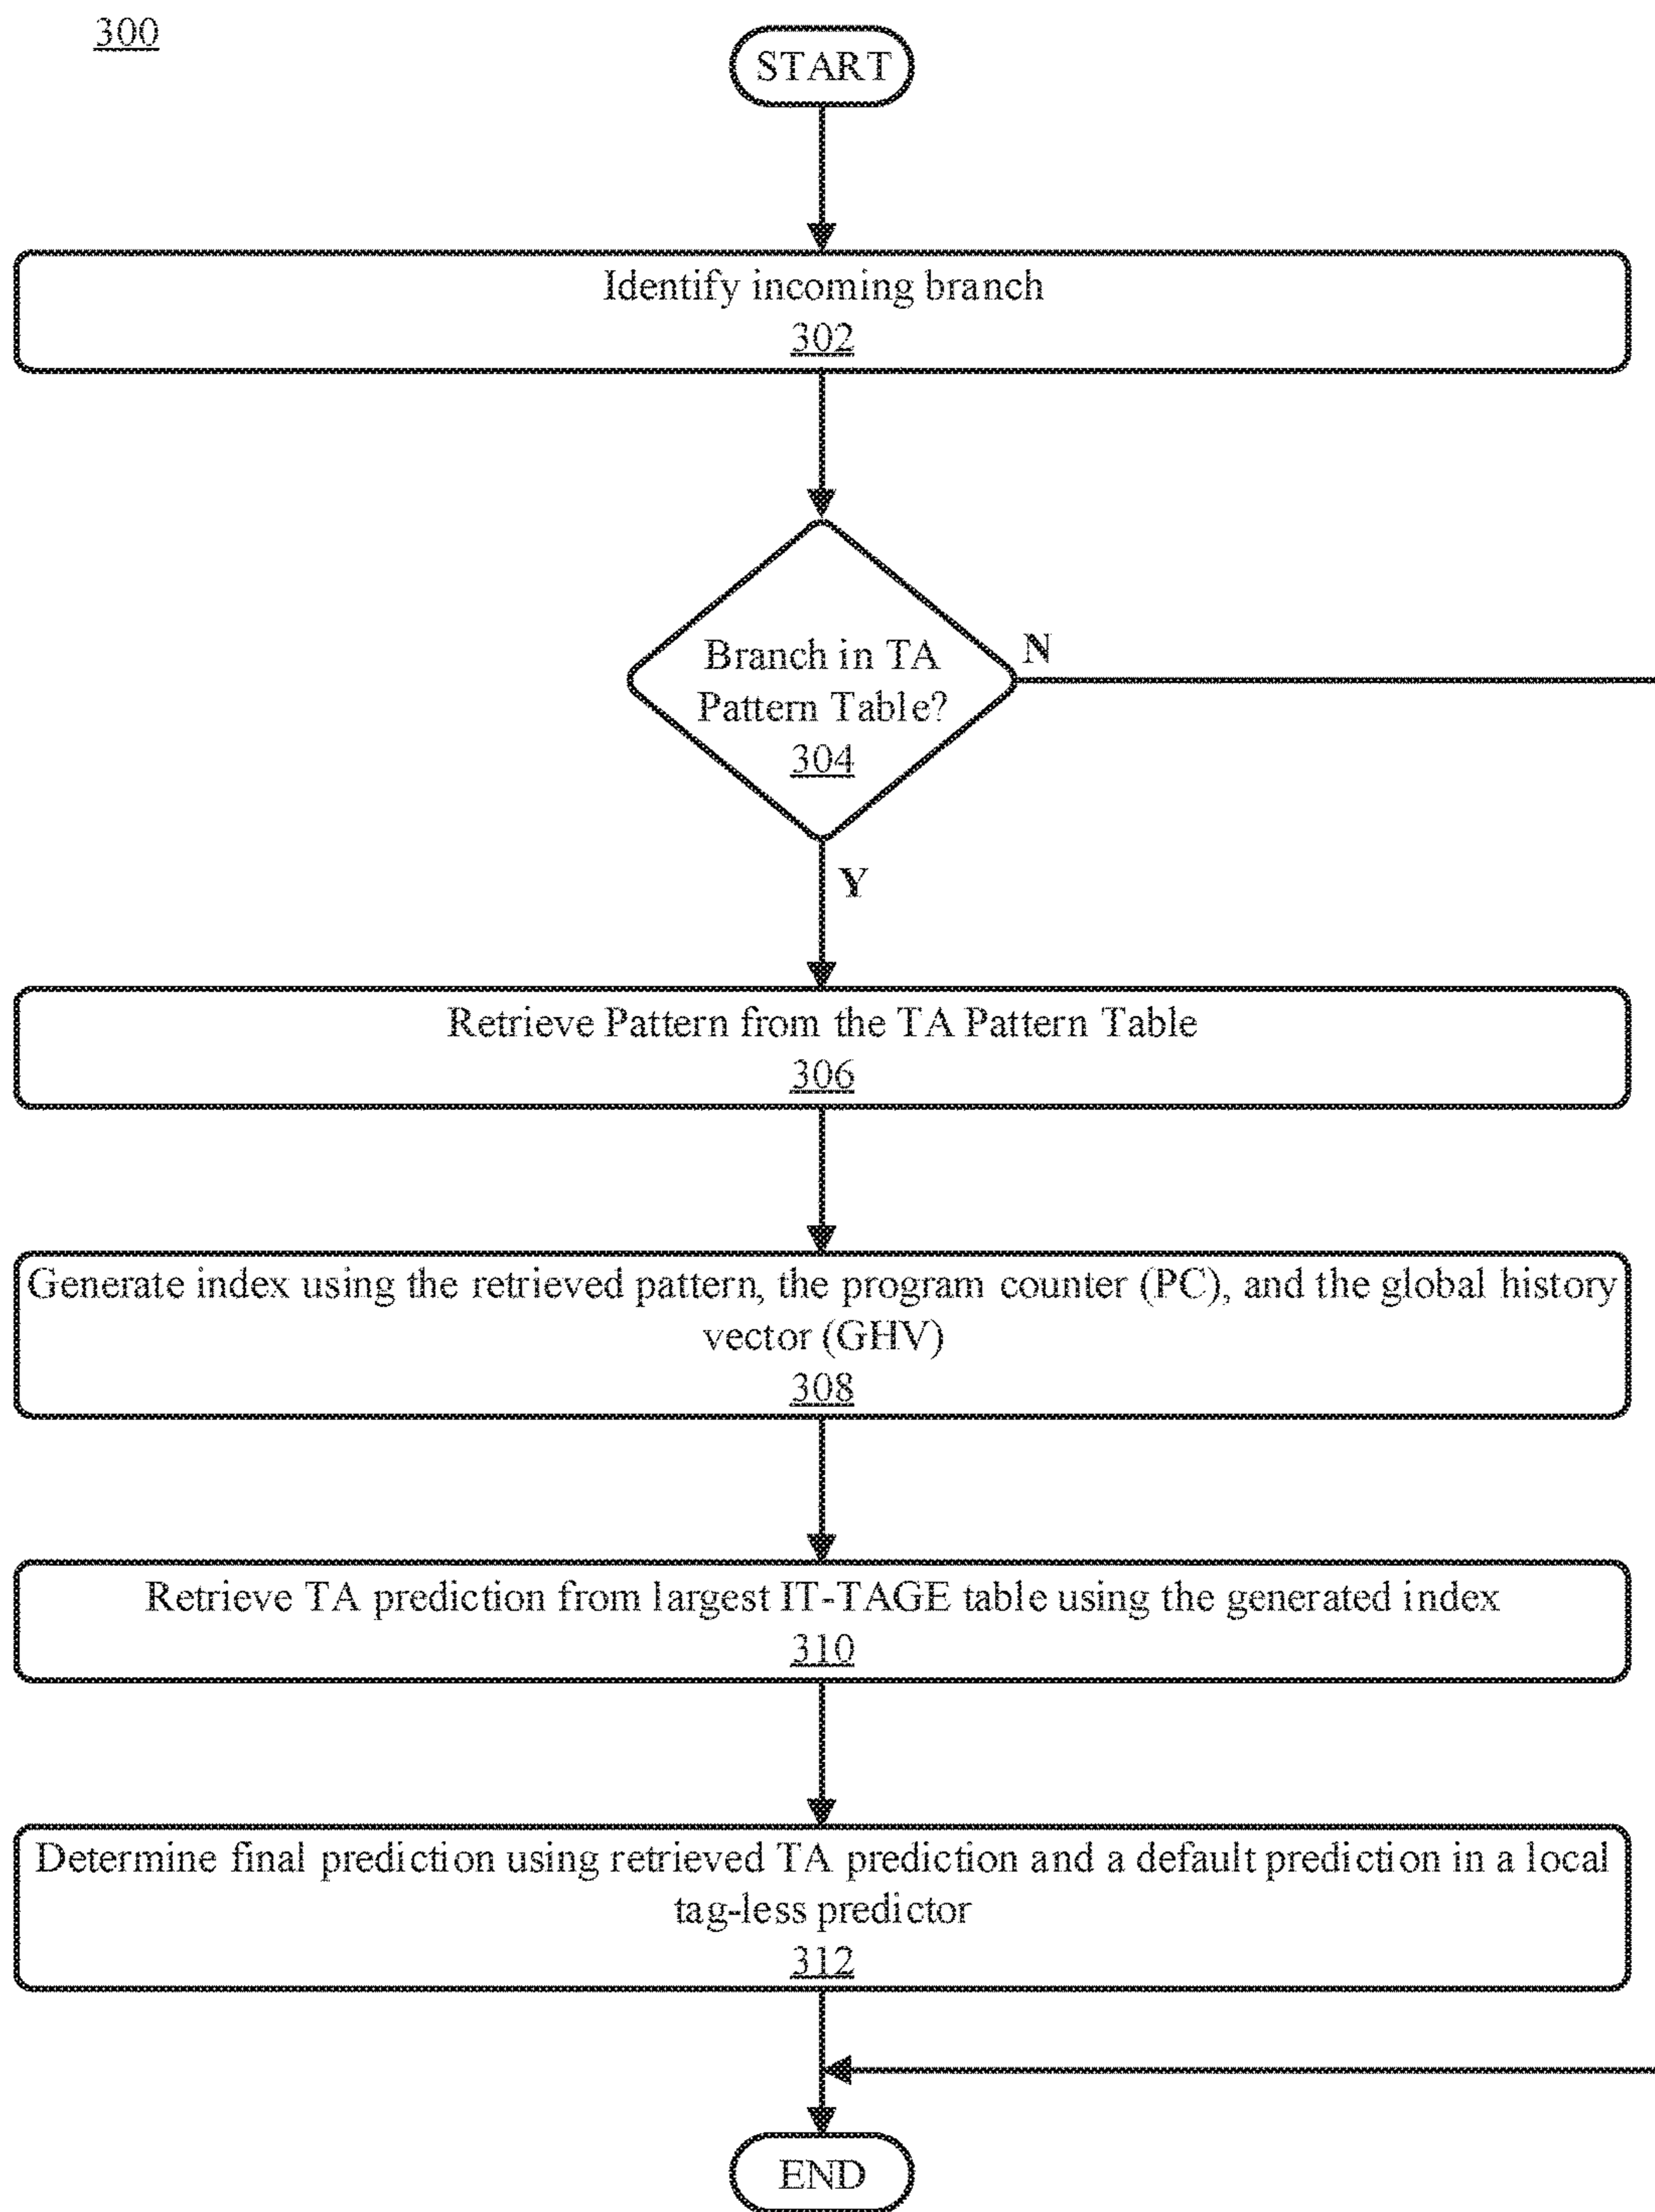 300
START
Identify incoming branch
302
Branch in TA
Pattern Table?
304
N
Y
Retrieve Pattern from the TA Pattern Table
306
Generate index using the retrieved pattern, the program counter (PC), and the global history
vector (GHV)
308
Retrieve TA prediction from largest IT-TAGE table using the generated index
310
Determine final prediction using retrieved TA prediction and a default prediction in a local
tag-less predictor
312
END